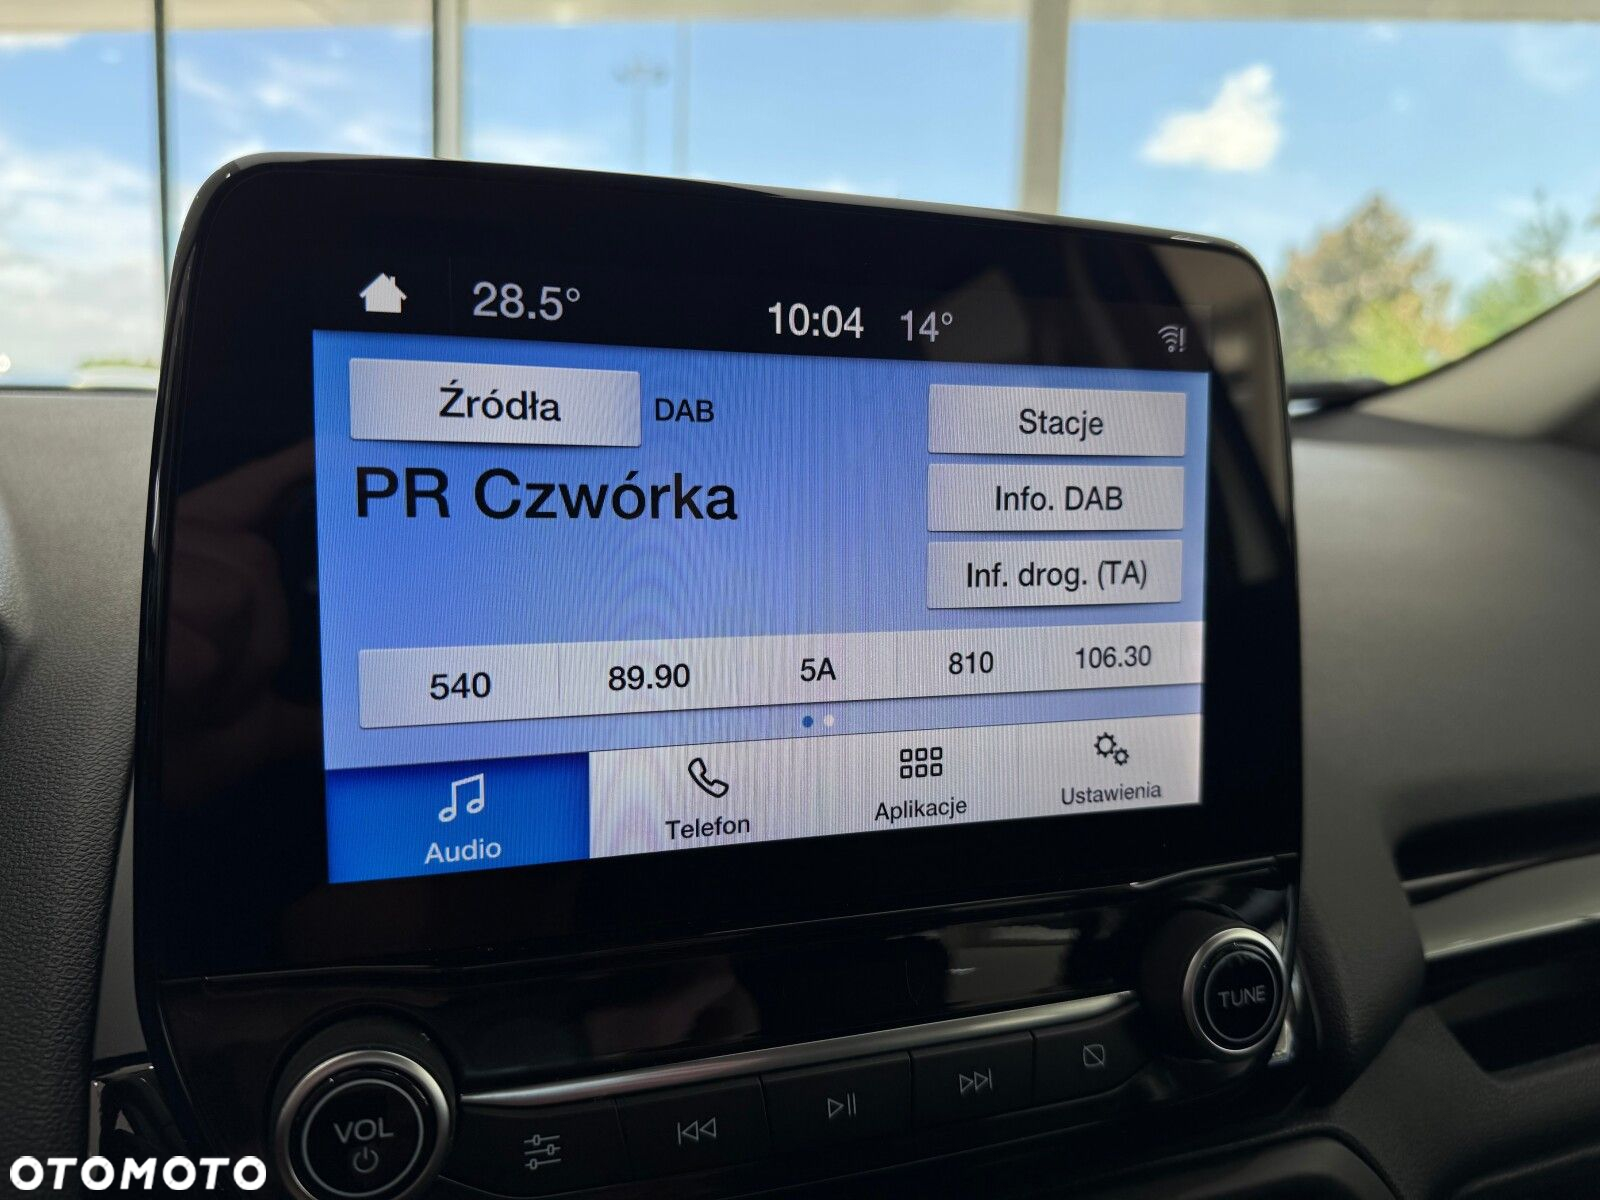 28.5°
10:04 14°
Źródła DAB
PR Czwórka
Stacje
Info. DAB
Inf. drog. (TA)
540 89.90 5A 810 106.30
Audio Telefon Aplikacje Ustawienia
TUNE
VOL
OTOMOTO